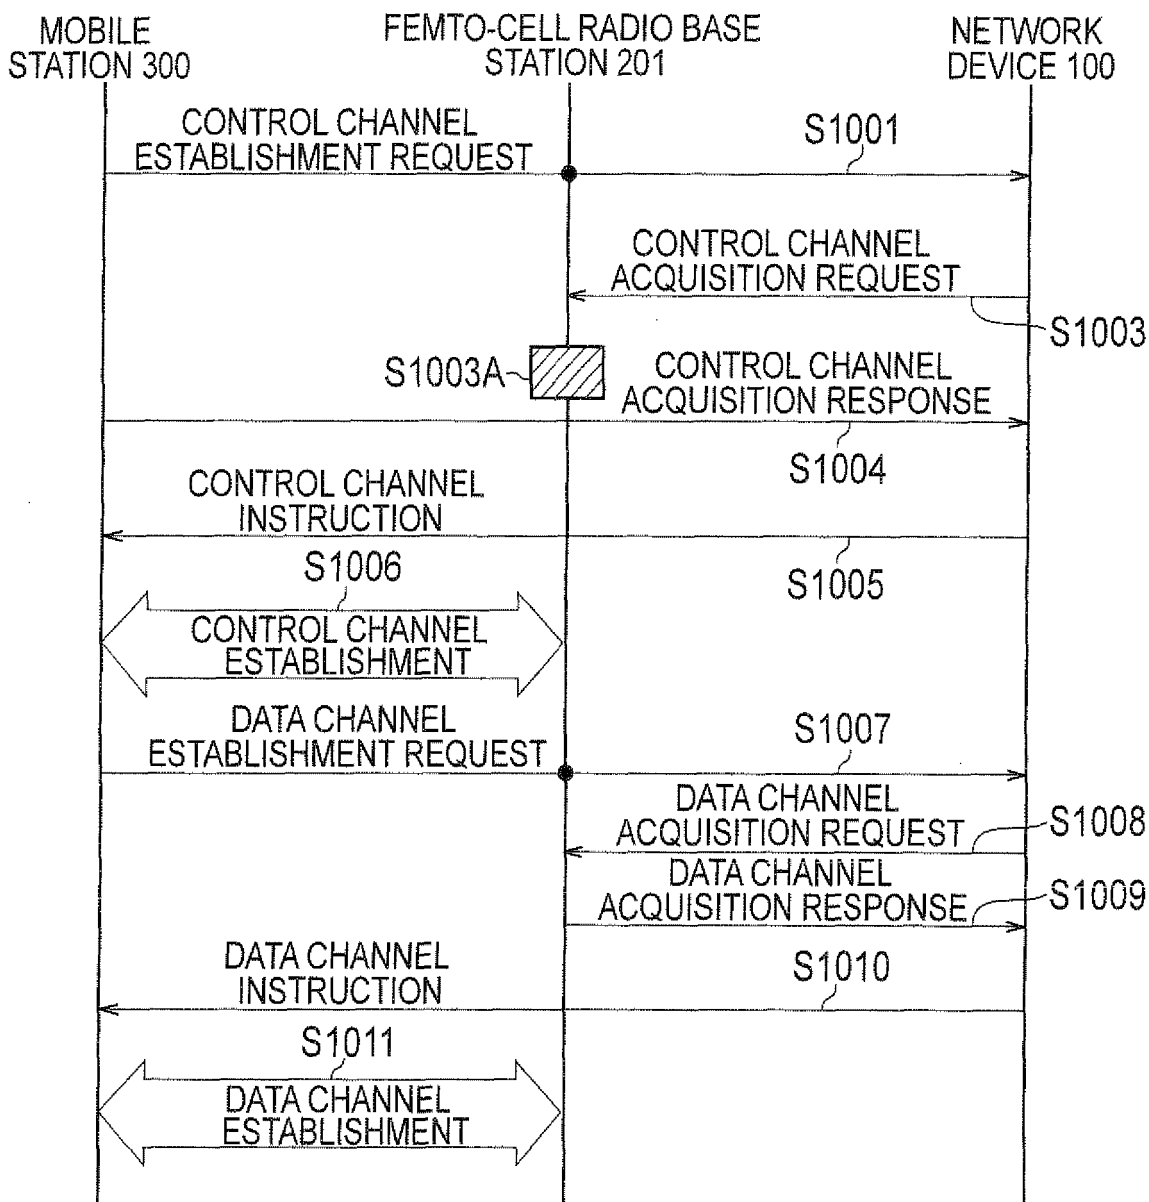 MOBILE
STATION 300
FEMTO-CELL RADIO BASE
STATION 201
NETWORK
DEVICE 100
CONTROL CHANNEL
ESTABLISHMENT REQUEST
S1001
CONTROL CHANNEL
ACQUISITION REQUEST
S1003
S1003A
CONTROL CHANNEL
ACQUISITION RESPONSE
S1004
CONTROL CHANNEL
INSTRUCTION
S1005
S1006
CONTROL CHANNEL
ESTABLISHMENT
DATA CHANNEL
ESTABLISHMENT REQUEST
S1007
DATA CHANNEL
ACQUISITION REQUEST
S1008
DATA CHANNEL
ACQUISITION RESPONSE
S1009
DATA CHANNEL
INSTRUCTION
S1010
S1011
DATA CHANNEL
ESTABLISHMENT